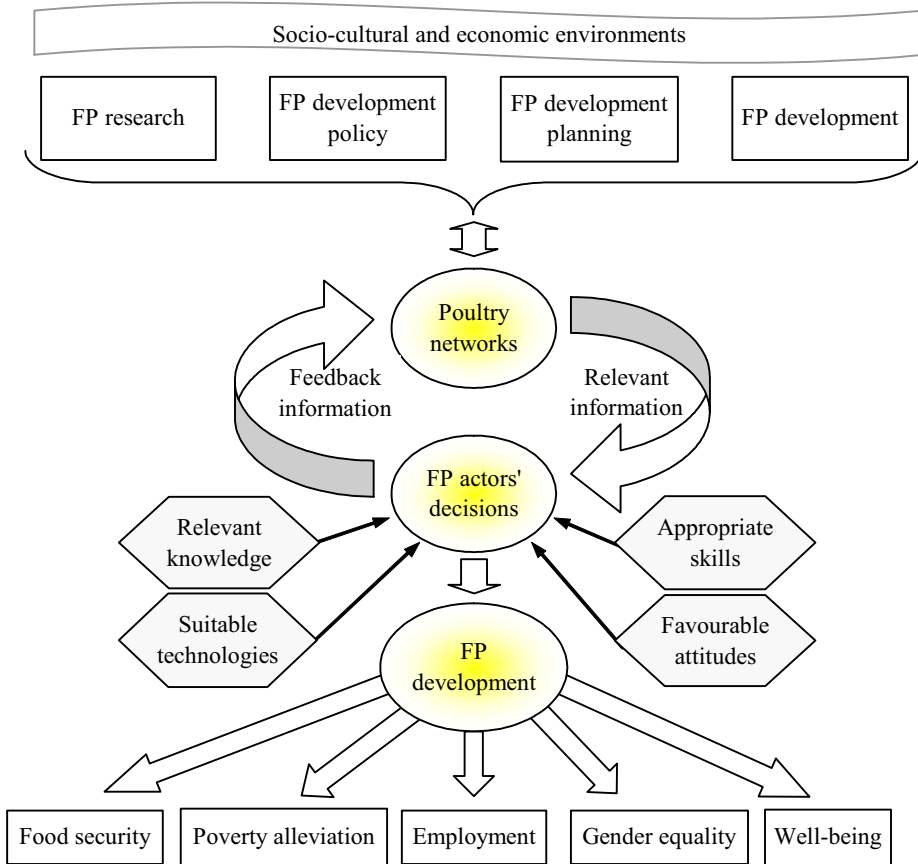 Socio-cultural and economic environments
FP research
FP development
policy
FP development
planning
FP development
Poultry
networks
Feedback
information
Relevant
information
FP actors'
decisions
Relevant
knowledge
Appropriate
skills
Suitable
technologies
Favourable
attitudes
FP
development
Food security
Poverty alleviation
Employment
Gender equality
Well-being